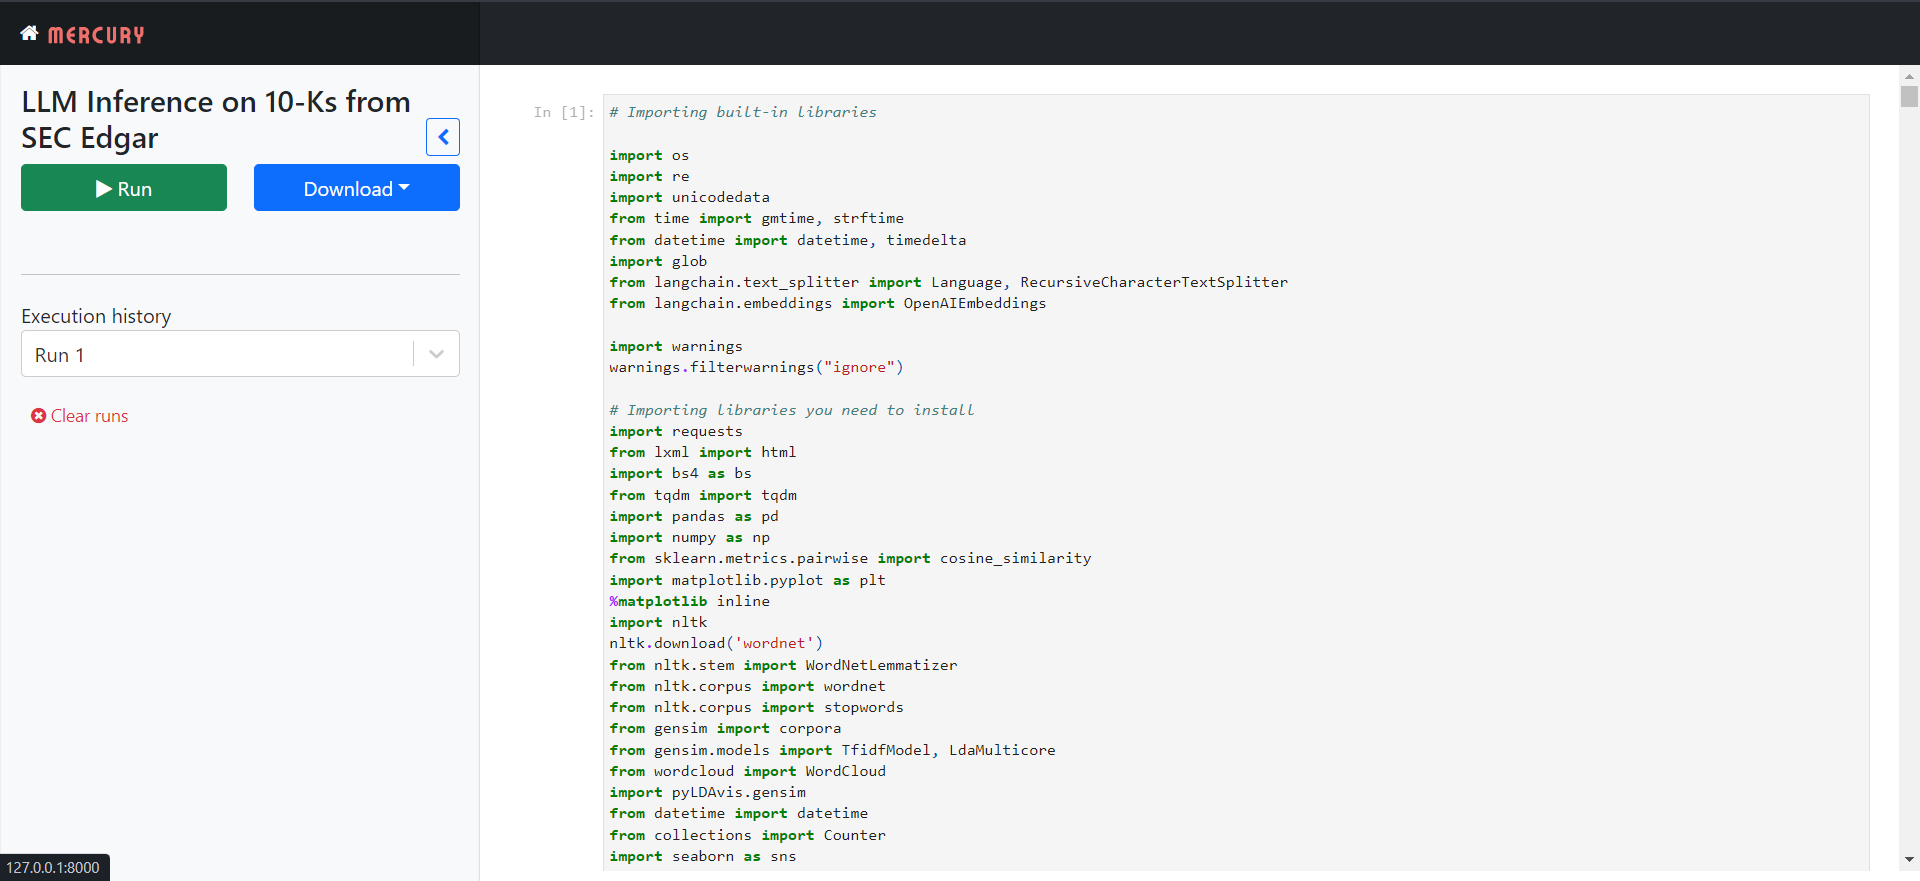 MERCURY
LLM Inference on 10-Ks from
SEC Edgar
Run
Download
Execution history
Run 1
Clear runs
In [1]:
# Importing built-in libraries
import os
import re
import unicodedata
from time import gmtime, strftime
from datetime import datetime, timedelta
import glob
from langchain.text_splitter import Language, RecursiveCharacterTextSplitter
from langchain.embeddings import OpenAIEmbeddings
import warnings
warnings.filterwarnings("ignore")
# Importing libraries you need to install
import requests
from lxml import html
import bs4 as bs
from tqdm import tqdm
import pandas as pd
import numpy as np
from sklearn.metrics.pairwise import cosine_similarity
import matplotlib.pyplot as plt
%matplotlib inline
import nltk
nltk.download('wordnet')
from nltk.stem import WordNetLemmatizer
from nltk.corpus import wordnet
from nltk.corpus import stopwords
from gensim import corpora
from gensim.models import TfidfModel, LdaMulticore
from wordcloud import WordCloud
import pyLDAvis.gensim
from datetime import datetime
from collections import Counter
import seaborn as sns
127.0.0.1:8000